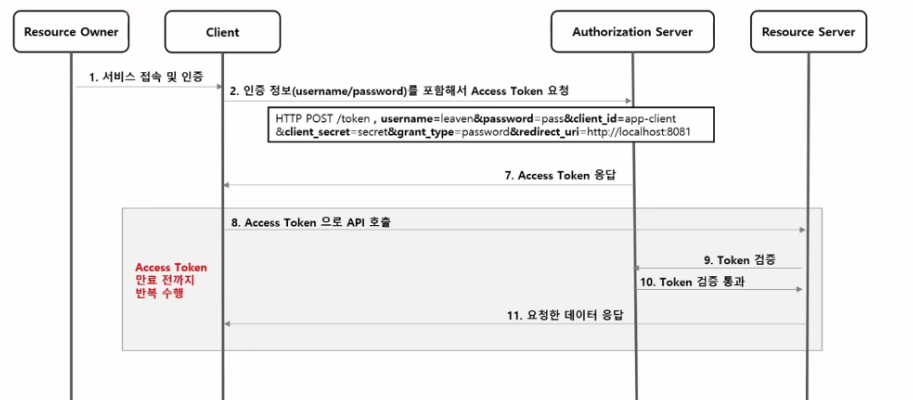 Resource Owner
Client
Authorization Server
Resource Server
1. 서비스 접속 및 인증
2. 인증 정보(username/password)를 포함해서 Access Token 요청
HTTP POST /token , username=leaven&password=pass&client_id=app-client
&client_secret=secret&grant_type=password&redirect_uri=http://localhost:8081
7. Access Token 응답
8. Access Token 으로 API 호출
9. Token 검증
Access Token
만료 전까지
반복 수행
10. Token 검증 통과
11. 요청한 데이터 응답